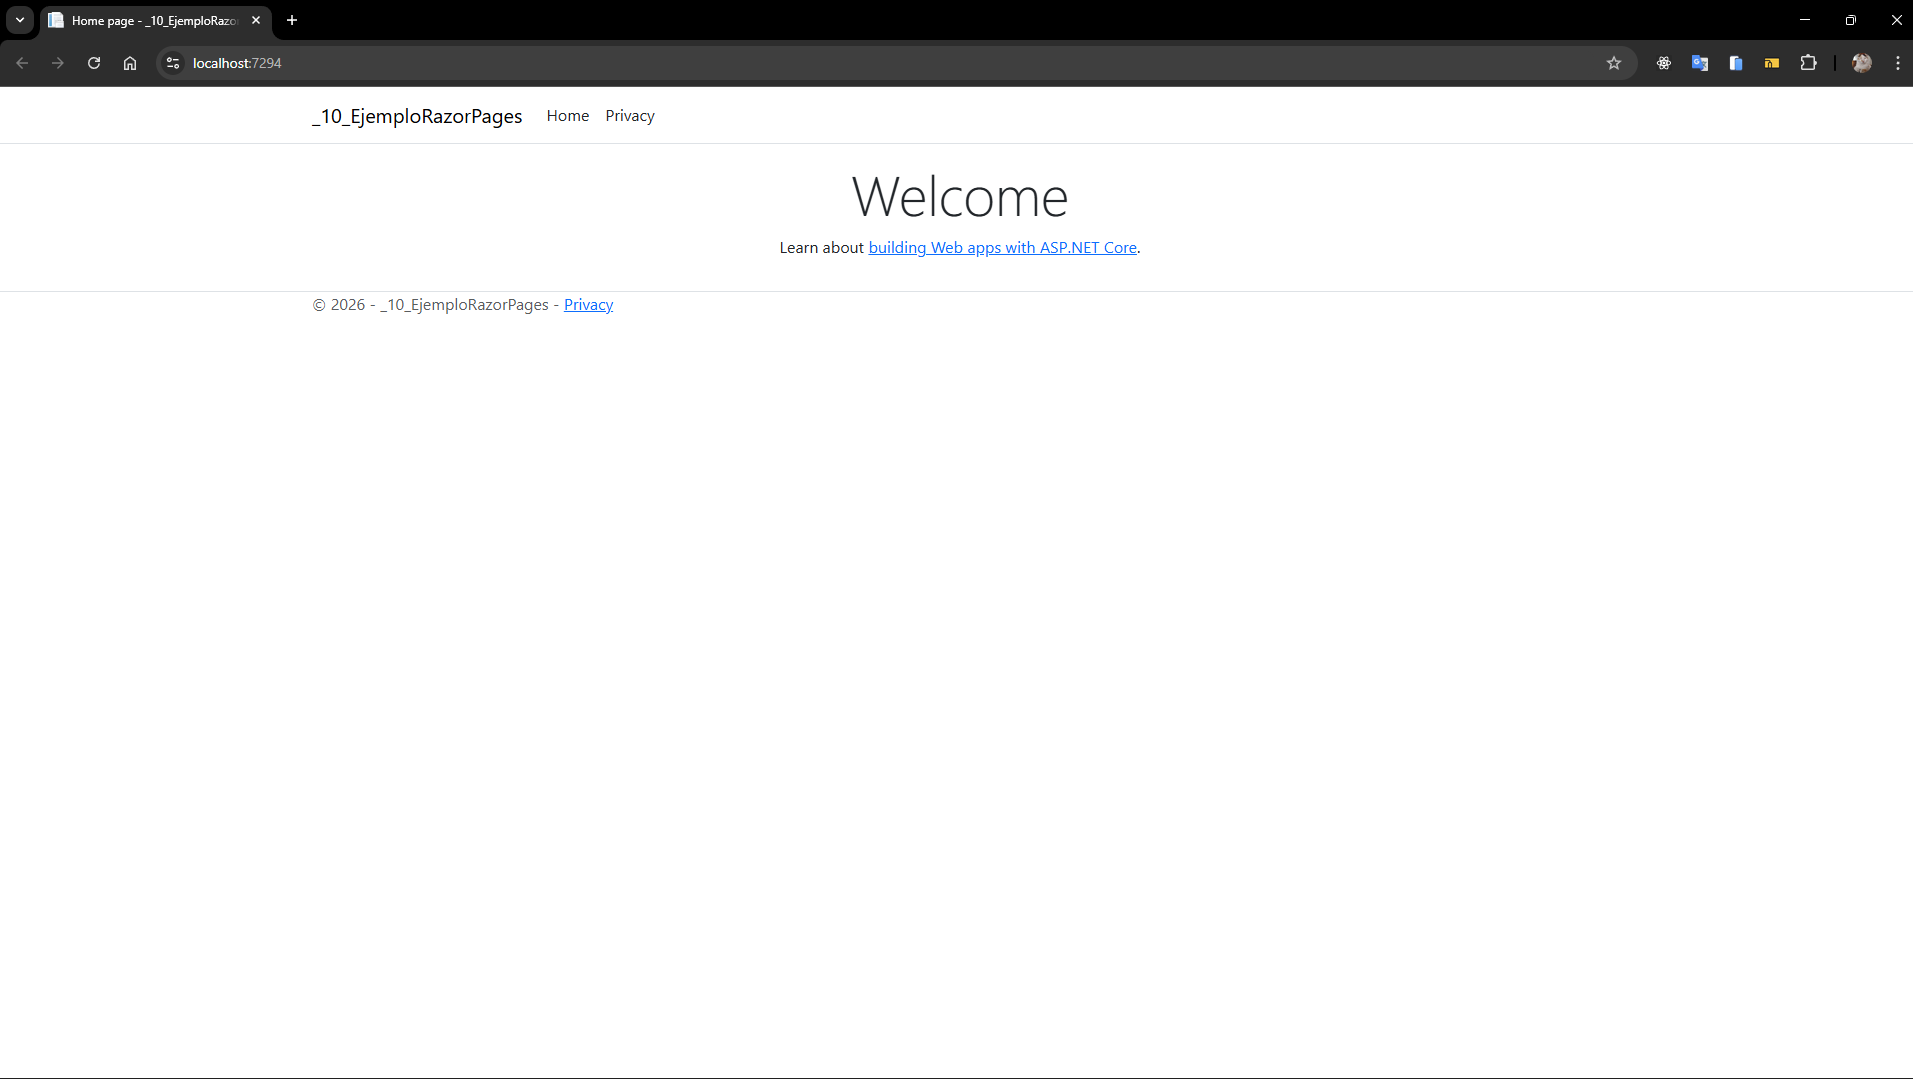 Home page - _10_EjemploRazo
localhost:7294
_10_EjemploRazorPages Home Privacy
Welcome
Learn about building Web apps with ASP.NET Core.
© 2026 - _10_EjemploRazorPages - Privacy